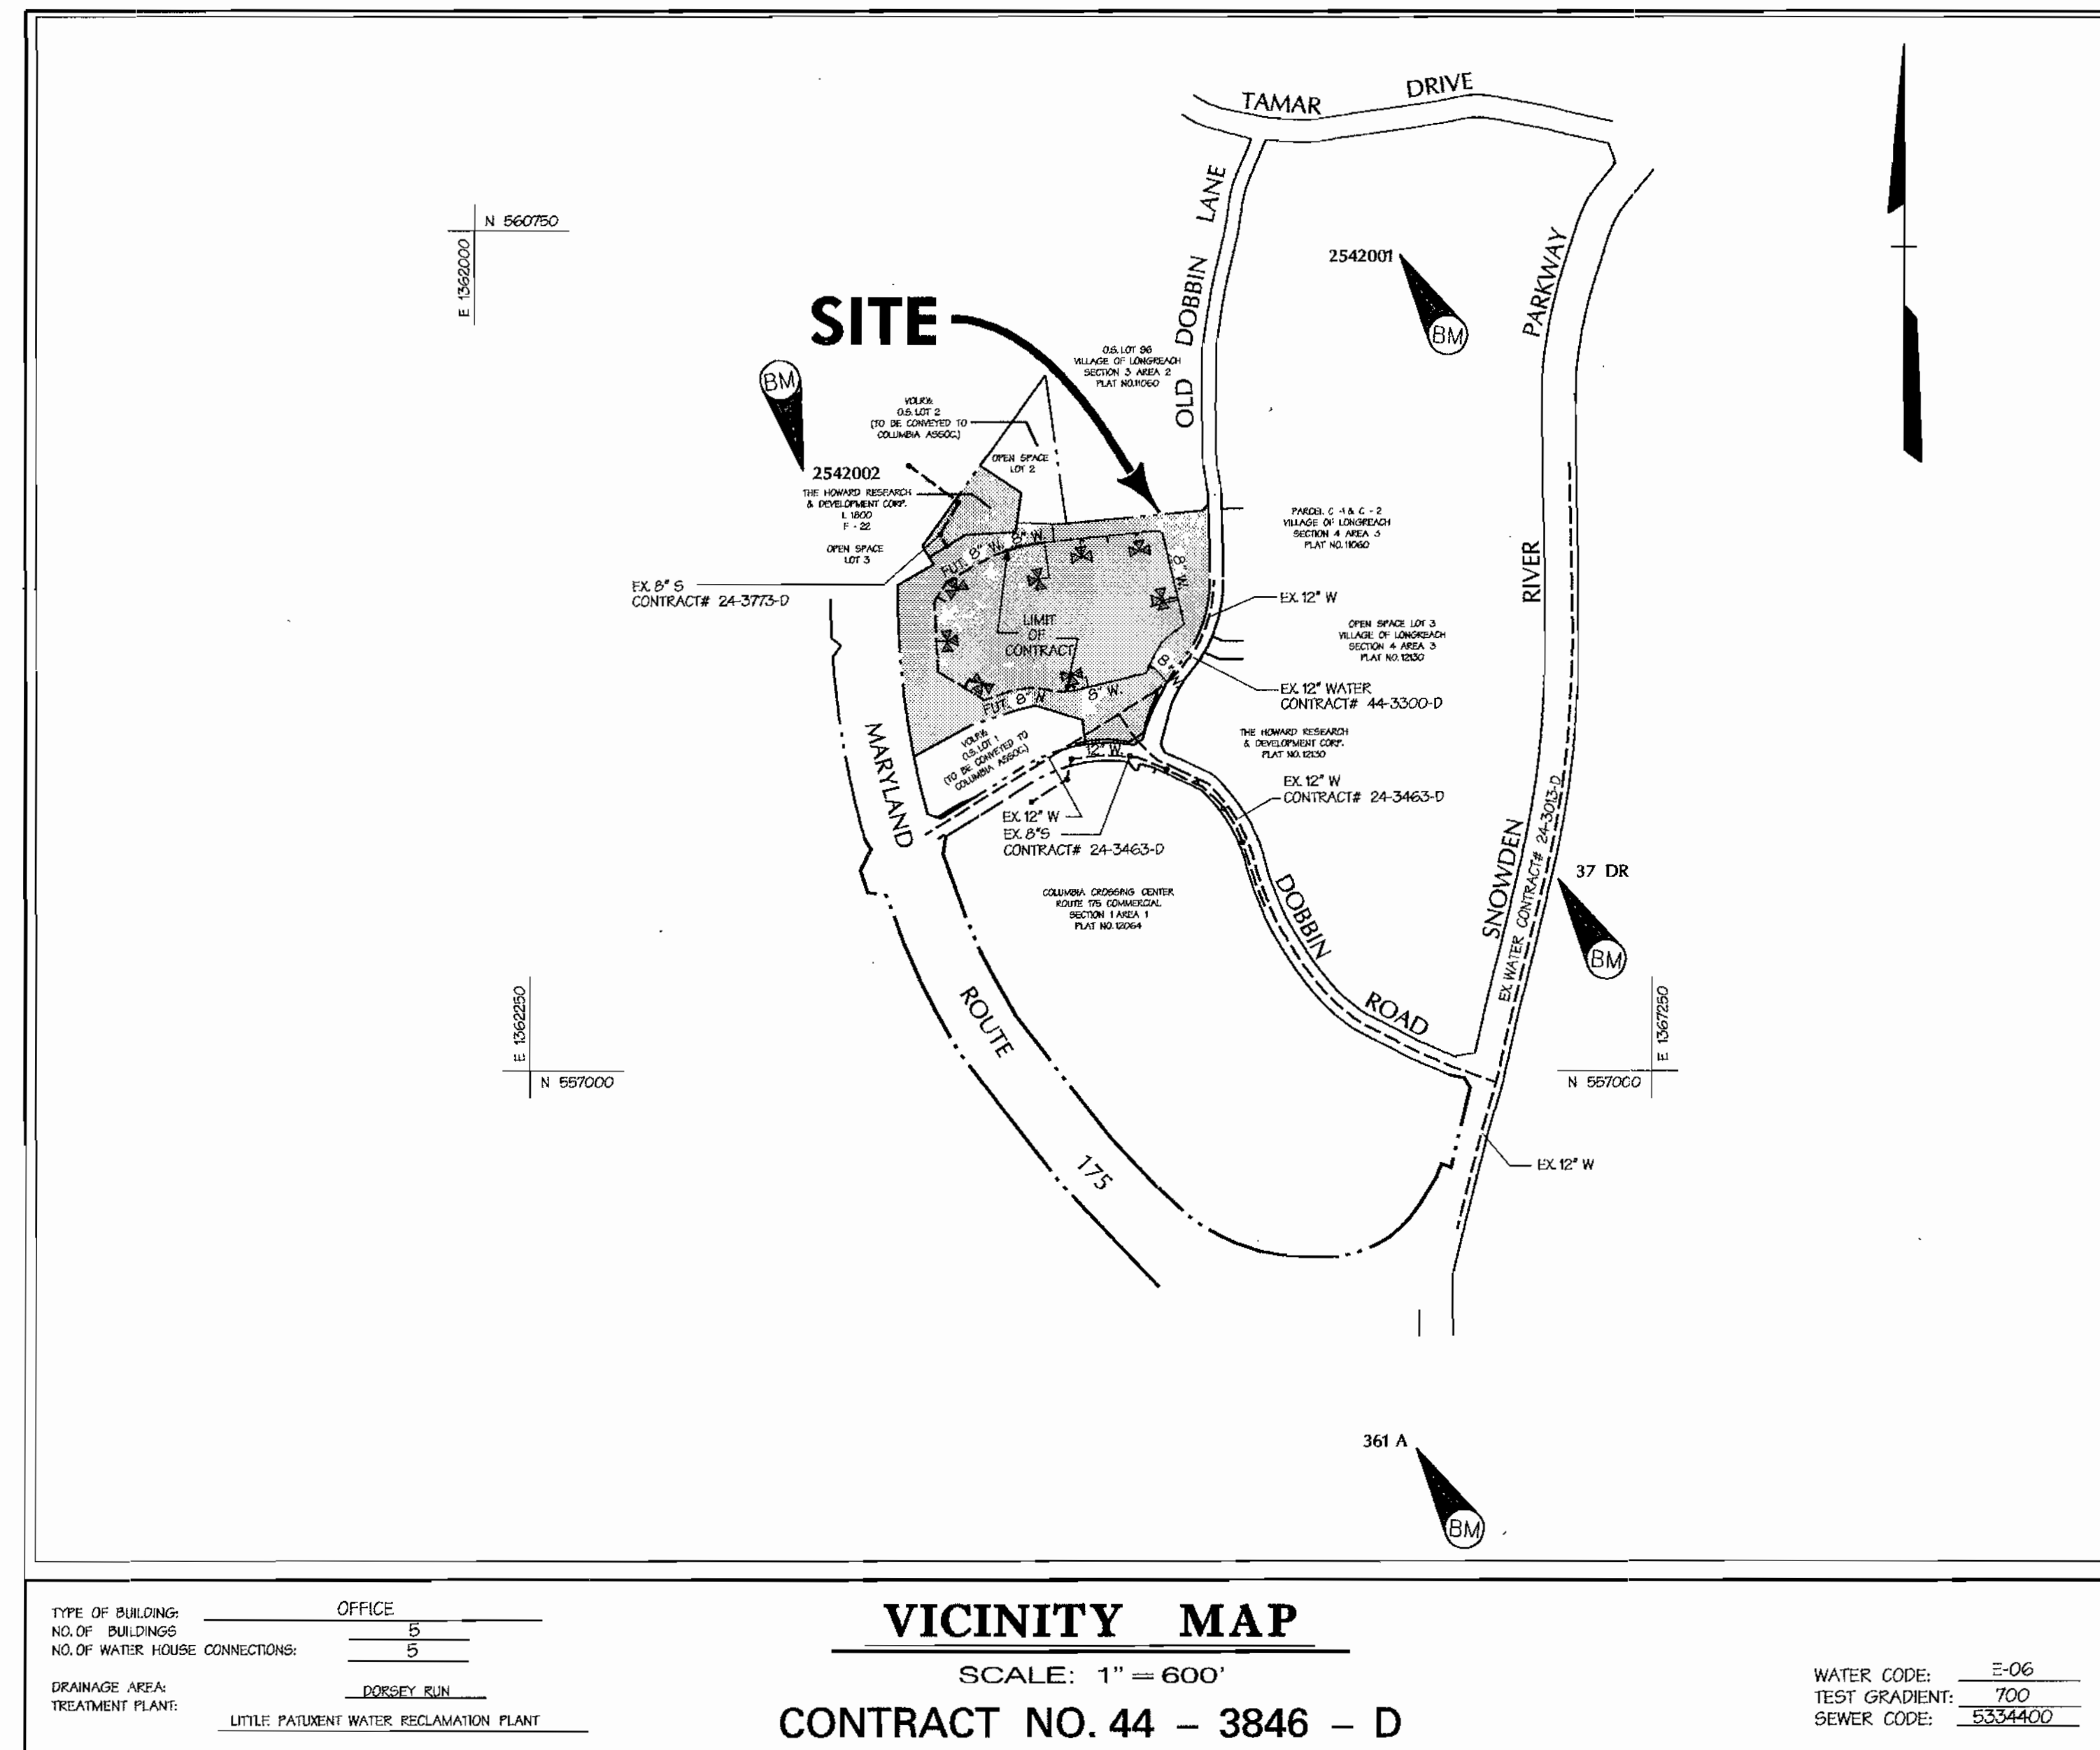 TAMAR DRIVE
N 560750
E 1362000
OLD DOBBIN LANE
2542001
BM
PARKWAY
SITE
BM
O.S. LOT 96
VILLAGE OF LONGREACH
SECTION 3 AREA 2
PLAT NO.11060
O.S. LOT 2
(TO BE CONVEYED TO
COLUMBIA ASSOC.)
OPEN SPACE
LOT 2
2542002
THE HOWARD RESEARCH
& DEVELOPMENT CORP.
L 1800
F - 22
OPEN SPACE
LOT 3
PARCEL C -1 & C - 2
VILLAGE OF LONGREACH
SECTION 4 AREA 3
PLAT NO. 11060
FUT. 8" W.
8" W.
8" W.
RIVER
EX. 8" S
CONTRACT# 24-3773-D
EX. 12" W
LIMIT
OF
CONTRACT
OPEN SPACE LOT 3
VILLAGE OF LONGREACH
SECTION 4 AREA 3
PLAT NO. 12130
8" W.
EX. 12" WATER
CONTRACT# 44-3300-D
FUT. 8" W
8" W.
O.S. LOT 1
(TO BE CONVEYED TO
COLUMBIA ASSOC.)
12" W.
THE HOWARD RESEARCH
& DEVELOPMENT CORP.
PLAT NO. 12130
MARYLAND
EX. 12" W
CONTRACT# 24-3463-D
EX. 12" W
EX. 8"S
CONTRACT# 24-3463-D
SNOWDEN
EX. WATER CONTRACT# 24-3013-D
37 DR
BM
COLUMBIA CROSSING CENTER
ROUTE 175 COMMERCIAL
SECTION 1 AREA 1
PLAT NO. 12064
DOBBIN
ROAD
ROUTE
E 1362250
N 557000
E 1367250
N 557000
175
EX. 12" W
361 A
BM
TYPE OF BUILDING: OFFICE
NO. OF BUILDINGS 5
NO. OF WATER HOUSE CONNECTIONS: 5
DRAINAGE AREA: DORSEY RUN
TREATMENT PLANT:
LITTLE PATUXENT WATER RECLAMATION PLANT
VICINITY MAP
SCALE: 1" = 600'
CONTRACT NO. 44 - 3846 - D
WATER CODE: E-06
TEST GRADIENT: 700
SEWER CODE: 5334400